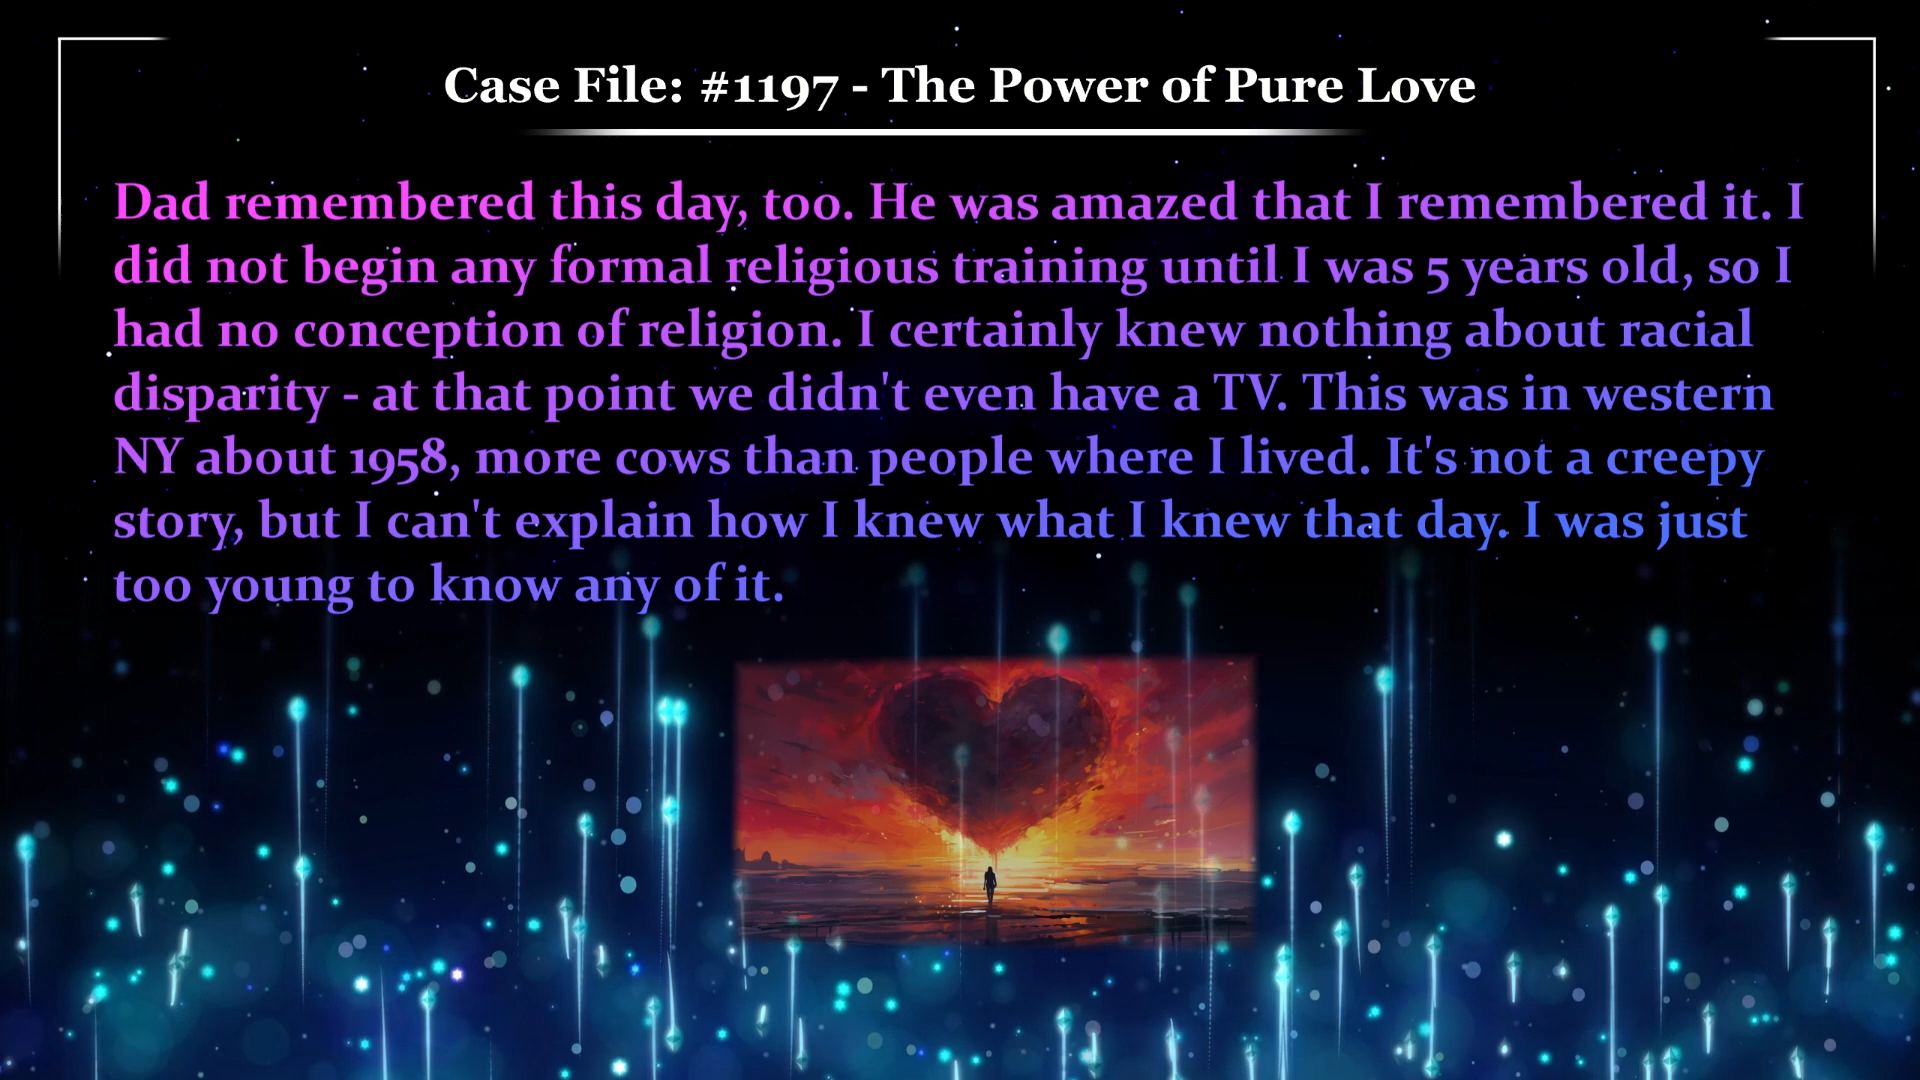 Case File: #1197 - The Power of Pure Love
Dad remembered this day, too. He was amazed that I remembered it. I
did not begin any formal religious training until I was 5 years old, so I
had no conception of religion. I certainly knew nothing about racial
disparity - at that point we didn't even have a TV. This was in western
NY about 1958, more cows than people where I lived. It's not a creepy
story, but I can't explain how I knew what I knew that day. I was just
too young to know any of it.